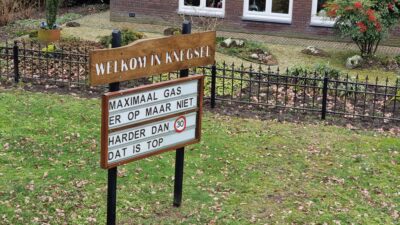 WELKOM IN KNEGSEL
MAXIMAAL GAS
ER OP MAAR NIET
HARDER DAN 30
DAT IS TOP